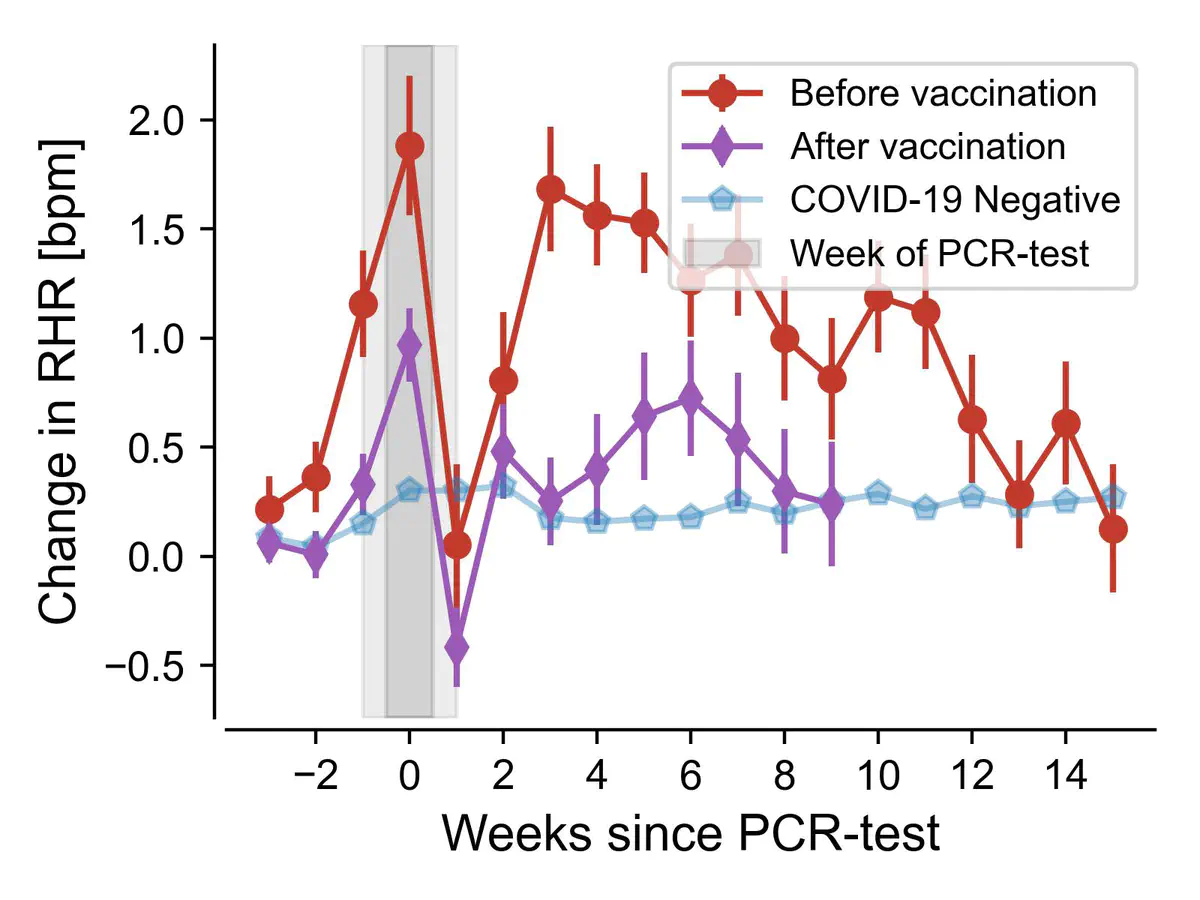 Before vaccination
After vaccination
COVID-19 Negative
Week of PCR-test
Change in RHR [bpm]
2.0
1.5
1.0
0.5
0.0
−0.5
−2 0 2 4 6 8 10 12 14
Weeks since PCR-test